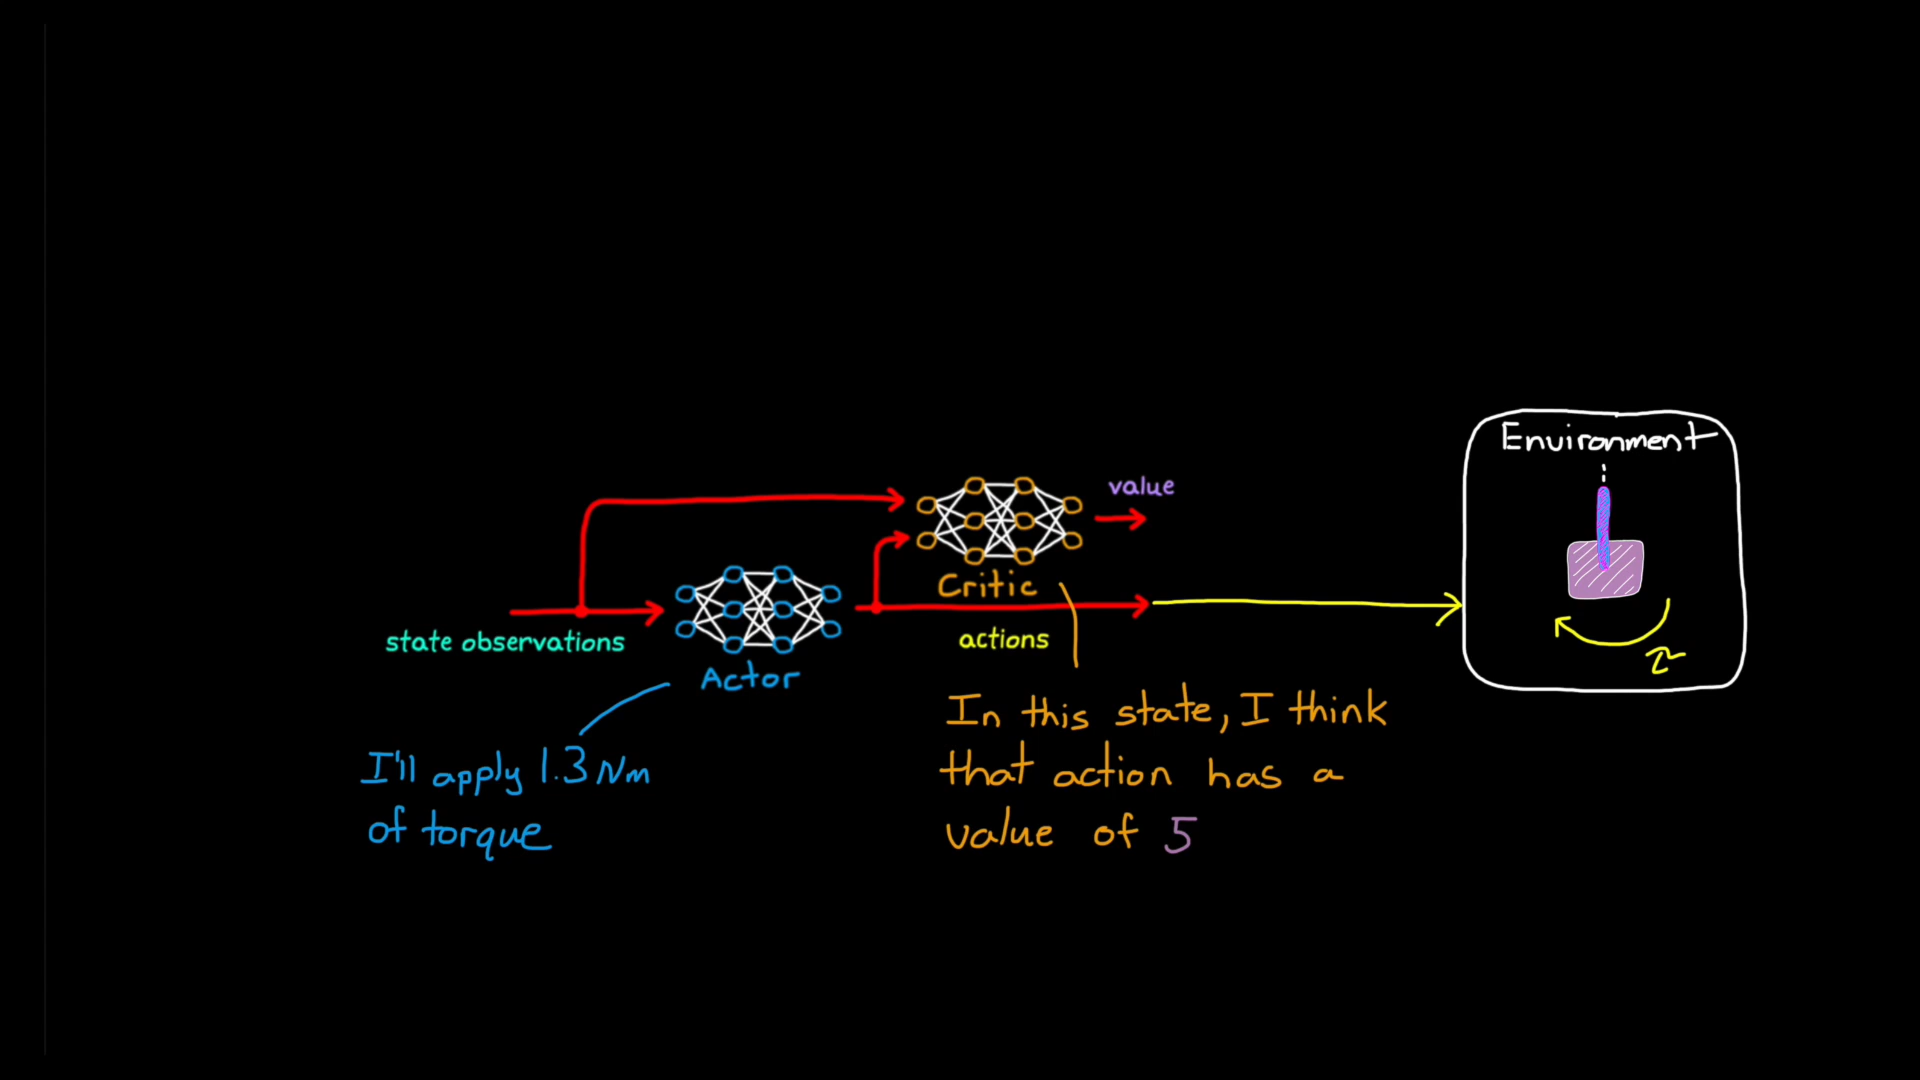 Environment
value
Critic
state observations
actions
Actor
τ
I'll apply 1.3 Nm
of torque
In this state, I think
that action has a
value of 5